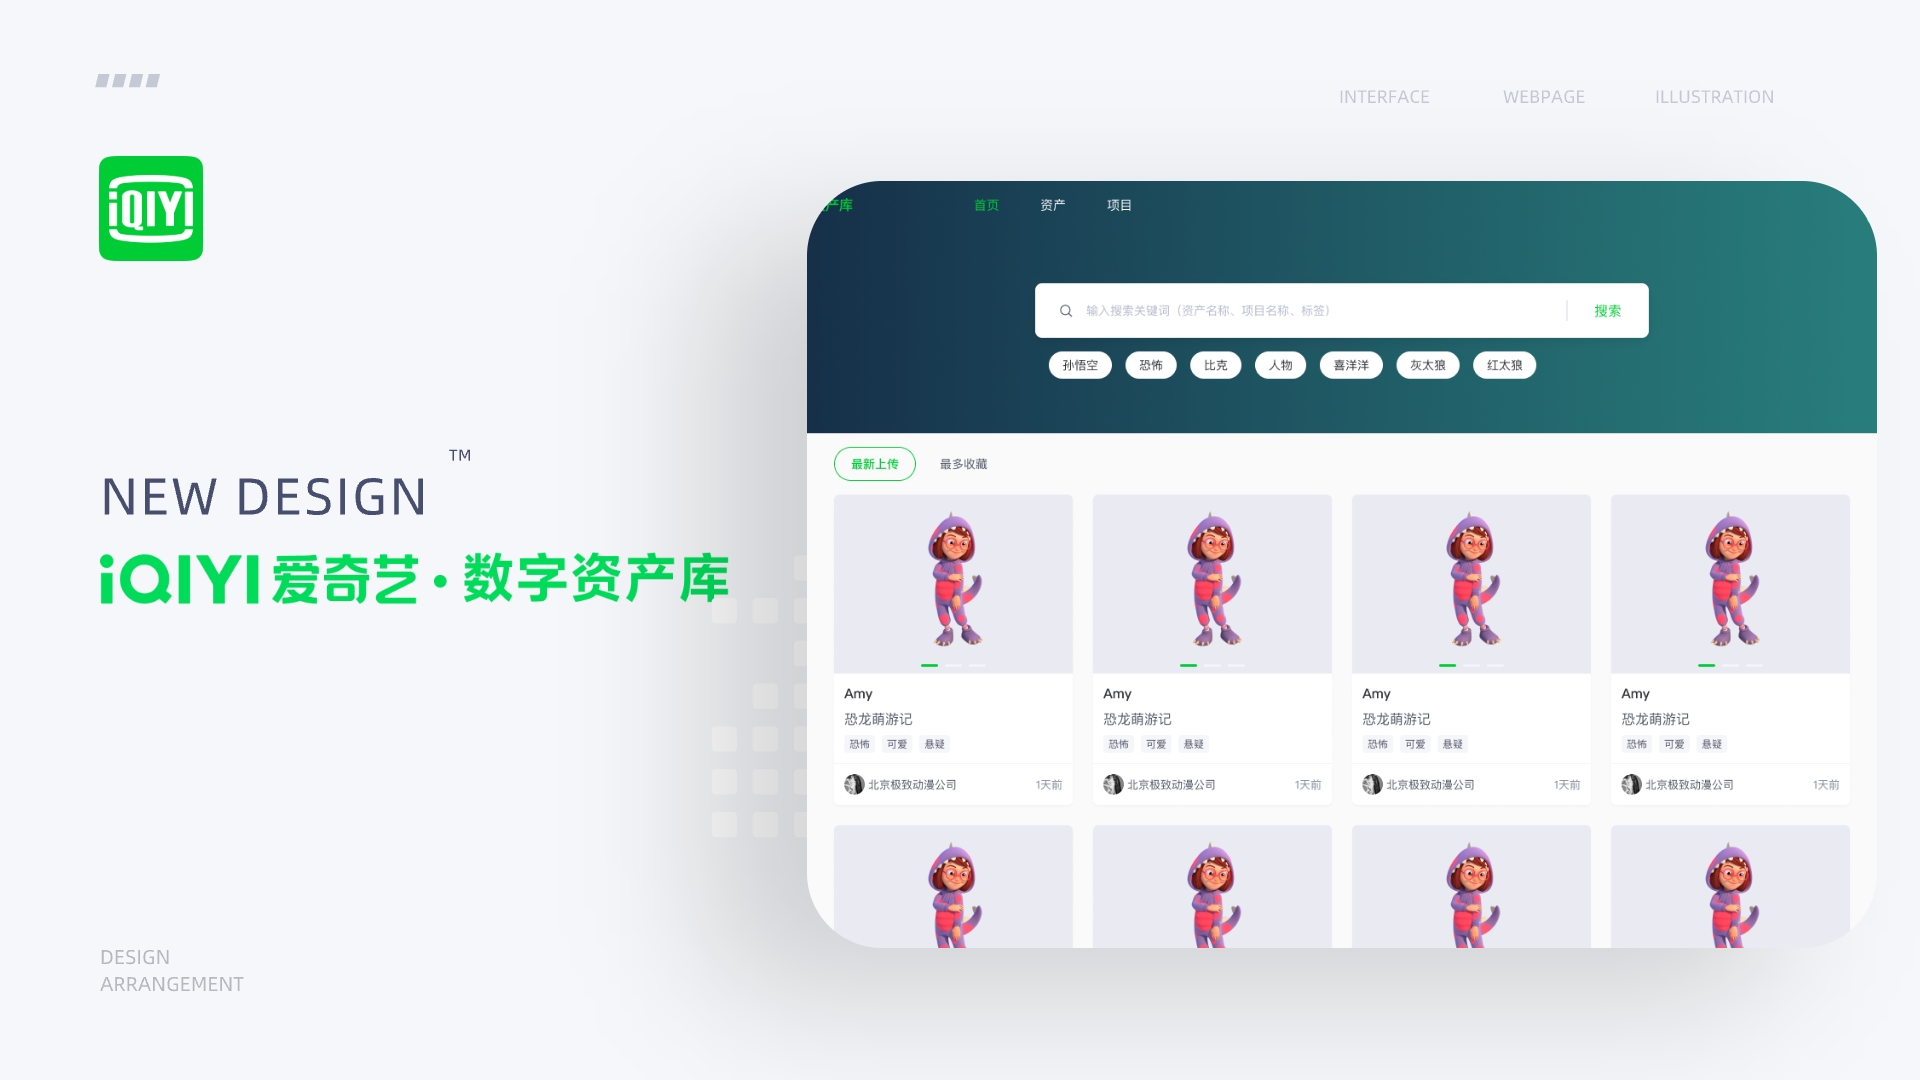 INTERFACE WEBPAGE ILLUSTRATION
iQIYI
NEW DESIGN TM
iQIYI 爱奇艺·数字资产库
DESIGN
ARRANGEMENT
产库 首页 资产 项目
输入搜索关键词（资产名称、项目名称、标签） 搜索
孙悟空 恐怖 比克 人物 喜洋洋 灰太狼 红太狼
最新上传 最多收藏
Amy Amy Amy Amy
恐龙萌游记 恐龙萌游记 恐龙萌游记 恐龙萌游记
恐怖 可爱 悬疑 恐怖 可爱 悬疑 恐怖 可爱 悬疑 恐怖 可爱 悬疑
北京极致动漫公司 1天前 北京极致动漫公司 1天前 北京极致动漫公司 1天前 北京极致动漫公司 1天前